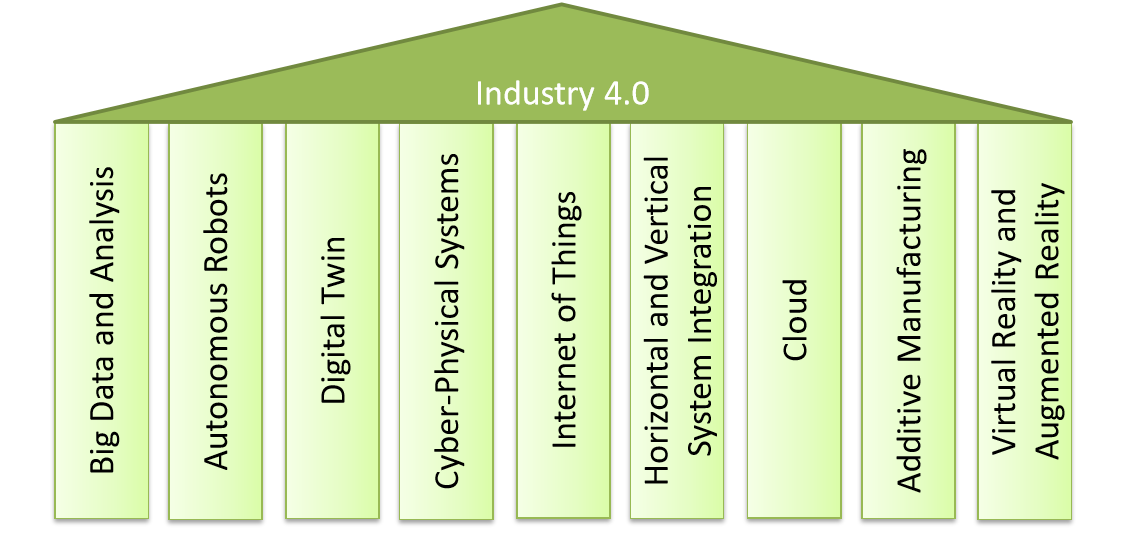 Industry 4.0
Big Data and Analysis
Autonomous Robots
Digital Twin
Cyber-Physical Systems
Internet of Things
Horizontal and Vertical
System Integration
Cloud
Additive Manufacturing
Virtual Reality and
Augmented Reality